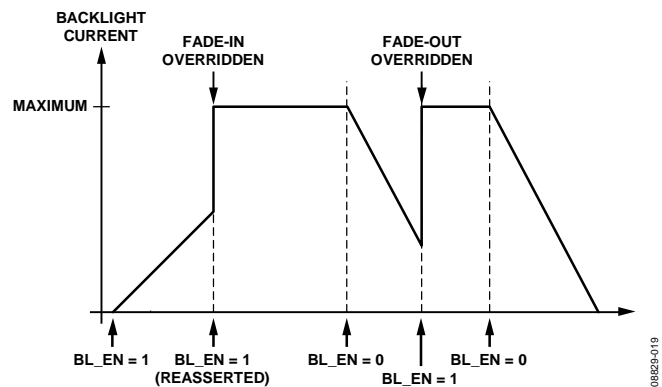 BACKLIGHT
CURRENT
FADE-IN
OVERRIDDEN
FADE-OUT
OVERRIDDEN
MAXIMUM
BL_EN = 1
BL_EN = 1
(REASSERTED)
BL_EN = 0
BL_EN = 1
BL_EN = 0
08829-019